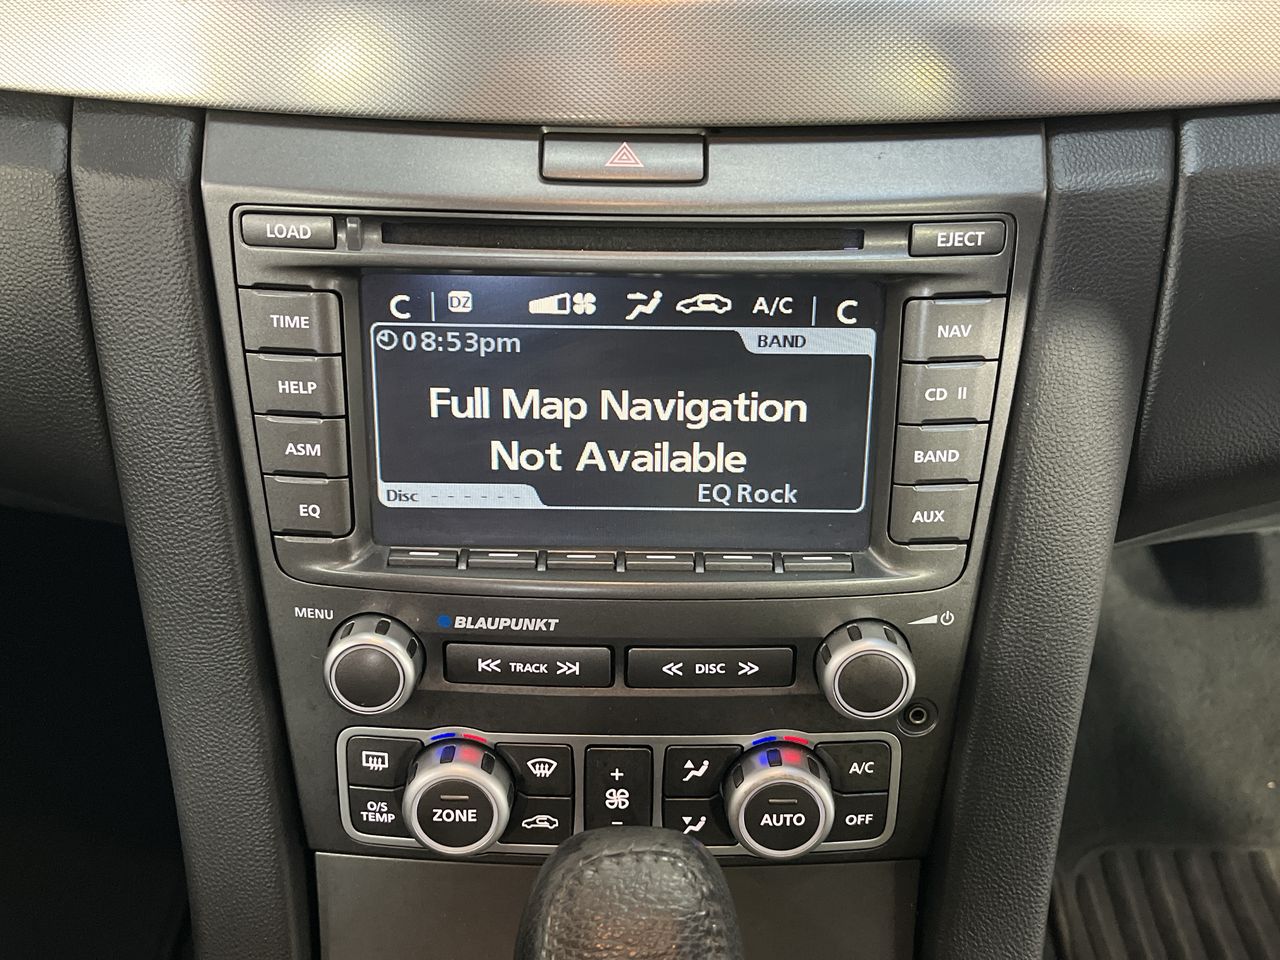 LOAD
EJECT
TIME
HELP
ASM
EQ
C DZ A/C C
08:53pm BAND
Full Map Navigation
Not Available
Disc - - - - - - EQ Rock
NAV
CD II
BAND
AUX
MENU
BLAUPUNKT
TRACK
DISC
O/S
TEMP
ZONE
+
-
AUTO
A/C
OFF